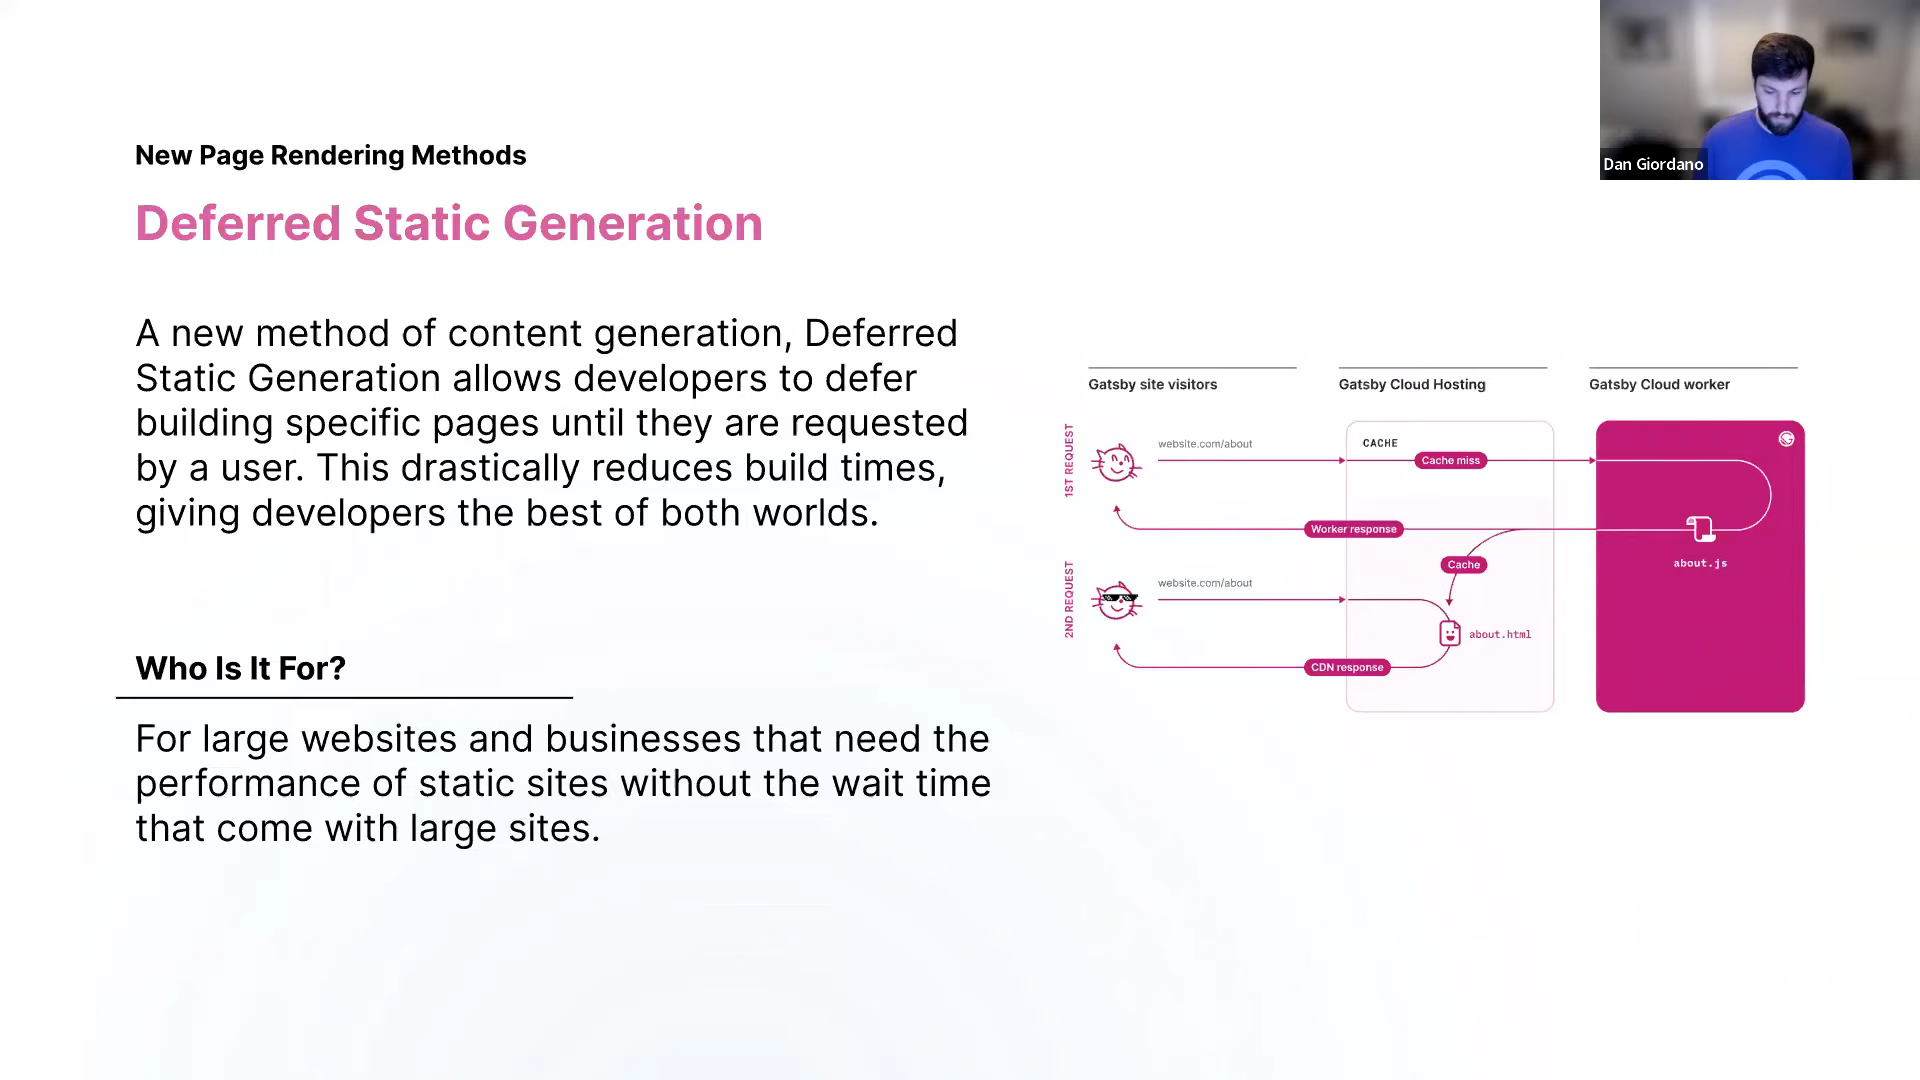 New Page Rendering Methods
Deferred Static Generation
A new method of content generation, Deferred
Static Generation allows developers to defer
building specific pages until they are requested
by a user. This drastically reduces build times,
giving developers the best of both worlds.
Who Is It For?
For large websites and businesses that need the
performance of static sites without the wait time
that come with large sites.
Dan Giordano
Gatsby site visitors
Gatsby Cloud Hosting
Gatsby Cloud worker
1ST REQUEST
website.com/about
CACHE
Cache miss
Worker response
Cache
about.js
2ND REQUEST
website.com/about
about.html
CDN response